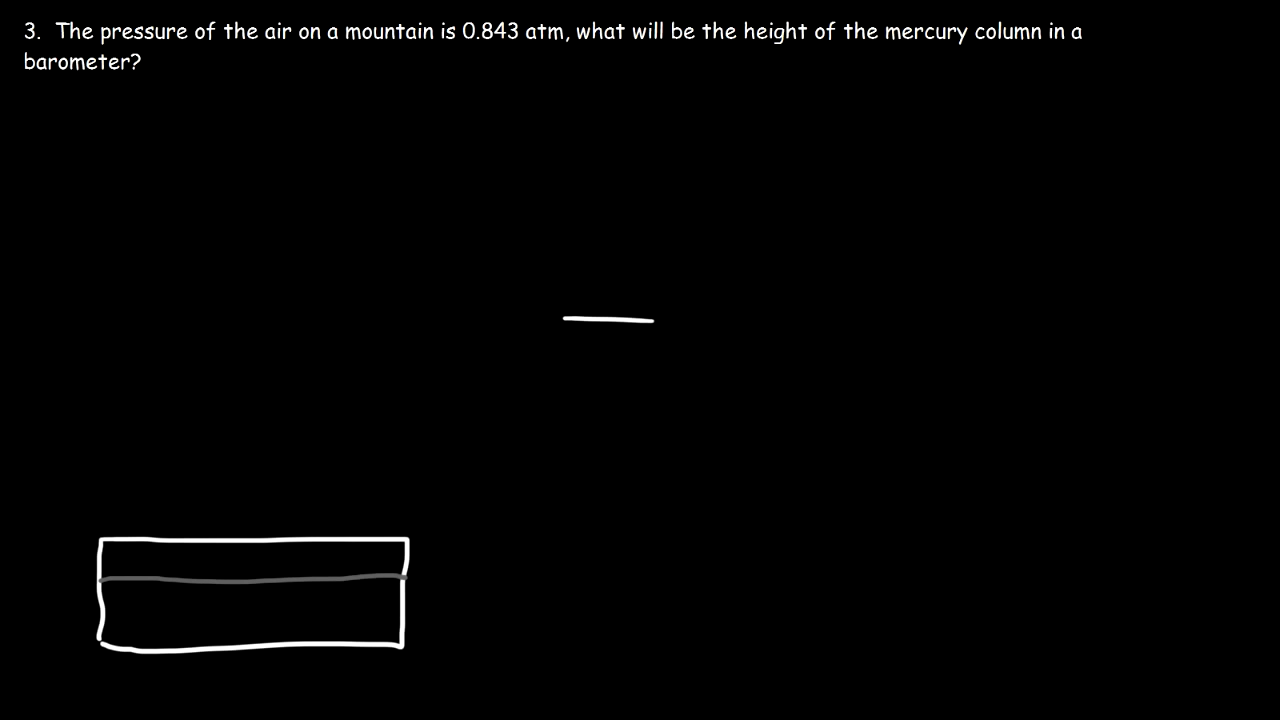 3. The pressure of the air on a mountain is 0.843 atm, what will be the height of the mercury column in a
barometer?